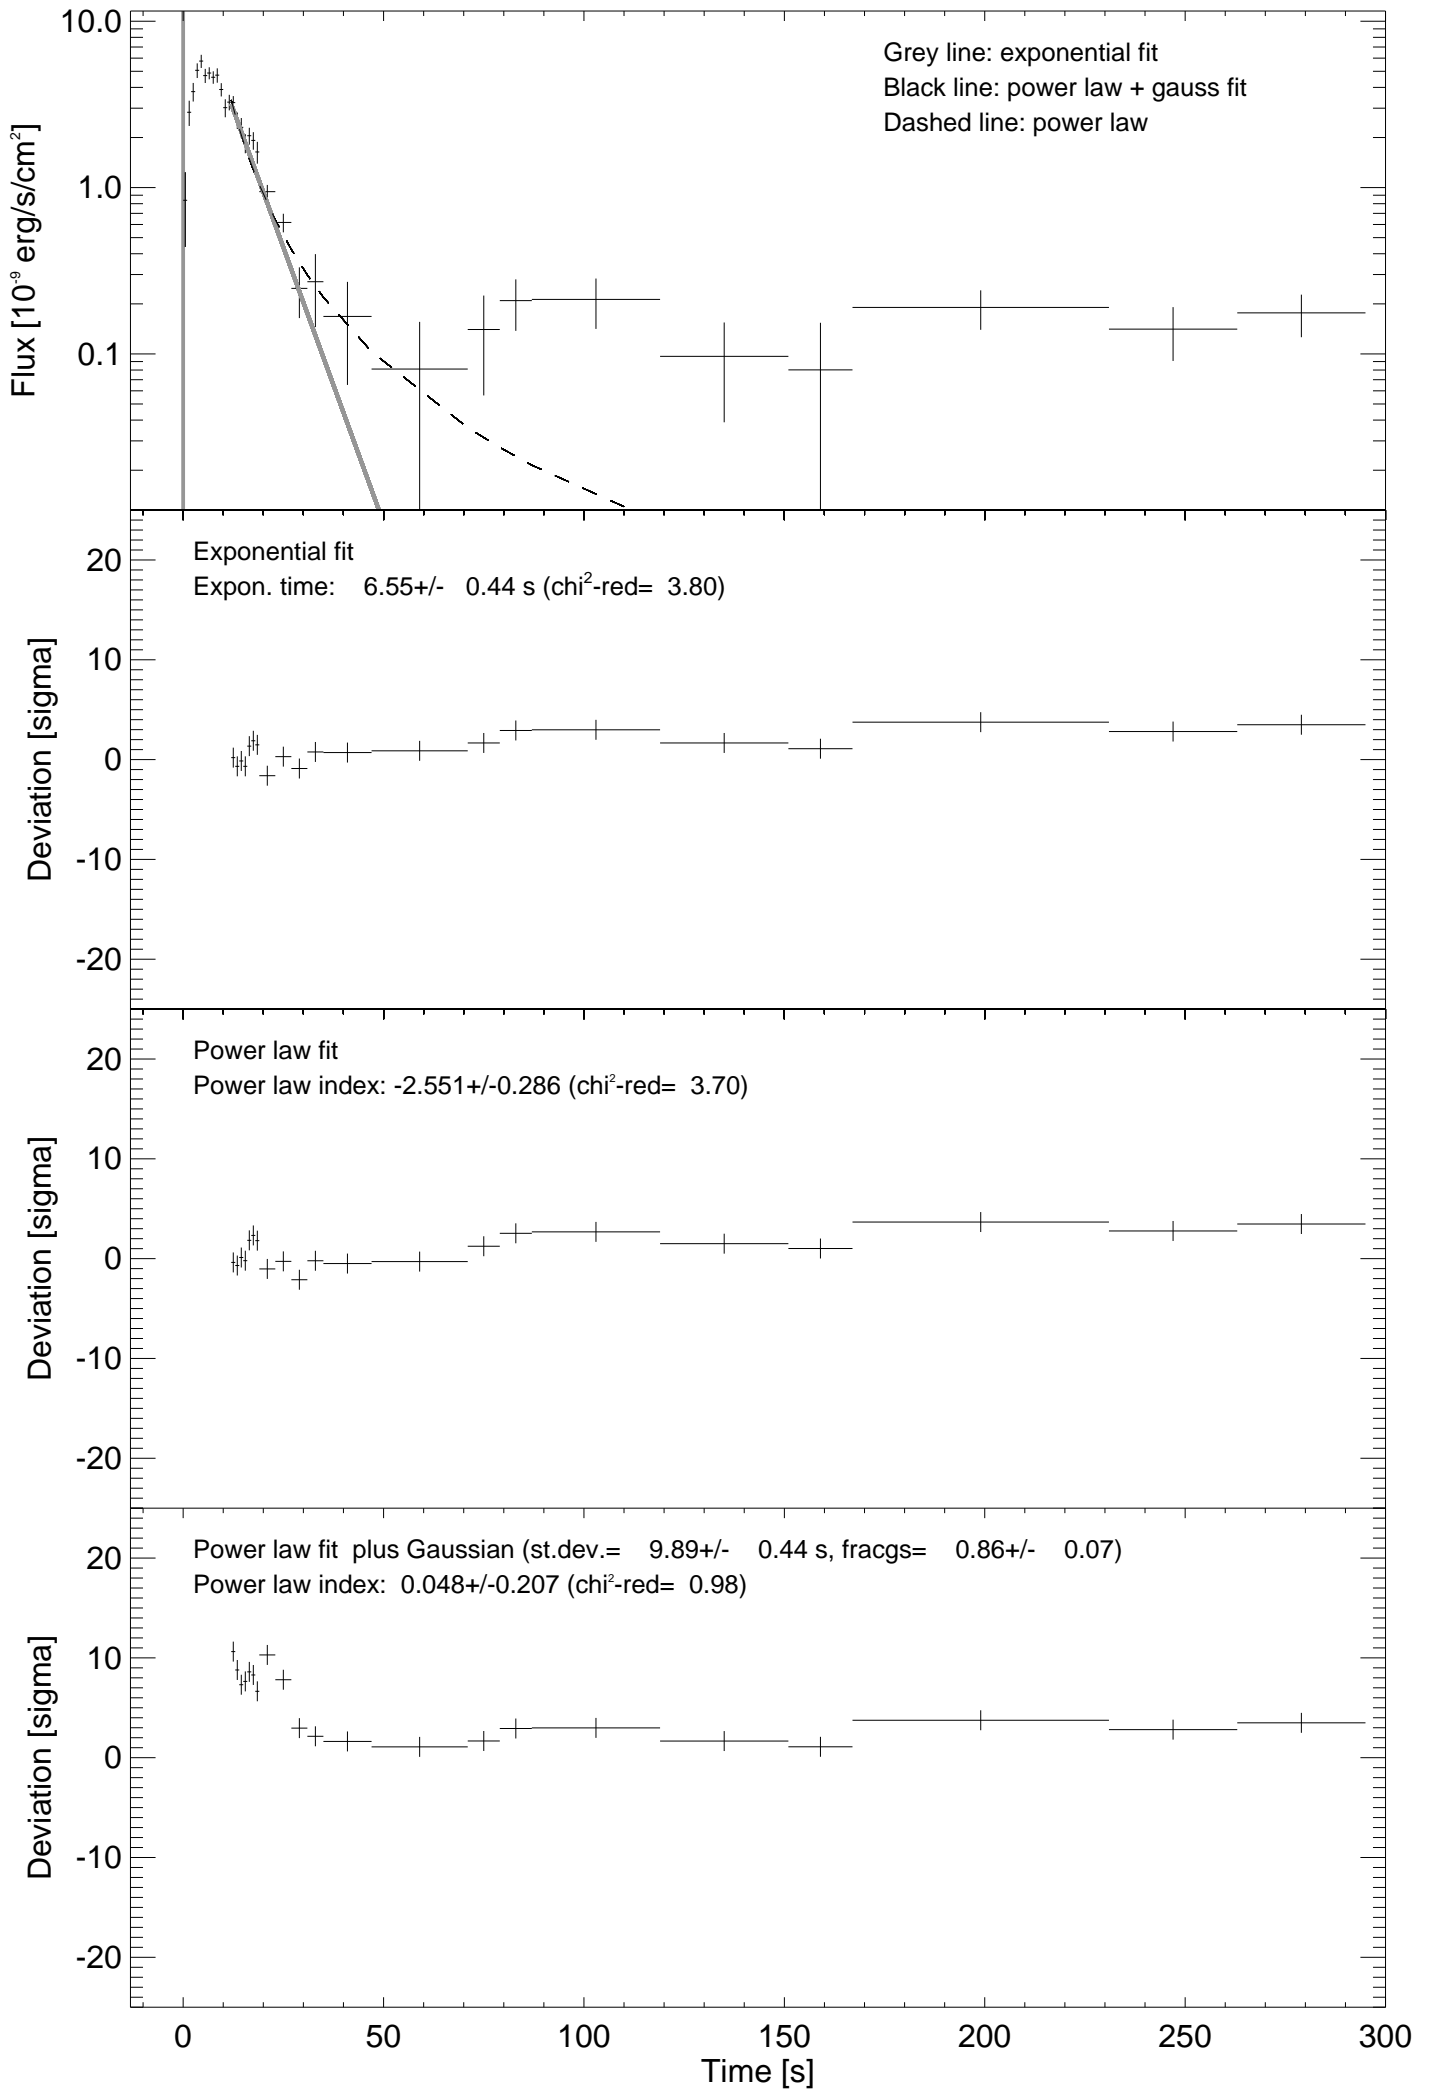 10.0
1.0
0.1
Flux [10⁻⁹ erg/s/cm²]
Grey line: exponential fit
Black line: power law + gauss fit
Dashed line: power law
20
10
0
-10
-20
Deviation [sigma]
Exponential fit
Expon. time: 6.55+/- 0.44 s (chi²-red= 3.80)
20
10
0
-10
-20
Deviation [sigma]
Power law fit
Power law index: -2.551+/-0.286 (chi²-red= 3.70)
20
10
0
-10
-20
Deviation [sigma]
Power law fit plus Gaussian (st.dev.= 9.89+/- 0.44 s, fracgs= 0.86+/- 0.07)
Power law index: 0.048+/-0.207 (chi²-red= 0.98)
0 50 100 150 200 250 300
Time [s]